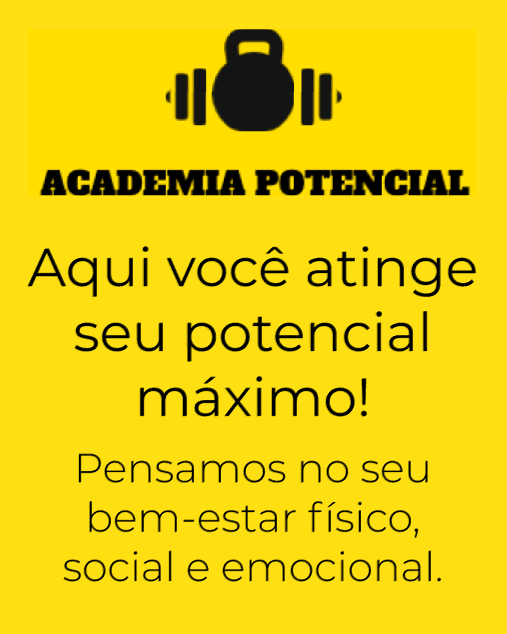 ACADEMIA POTENCIAL
Aqui você atinge
seu potencial
máximo!
Pensamos no seu
bem-estar físico,
social e emocional.